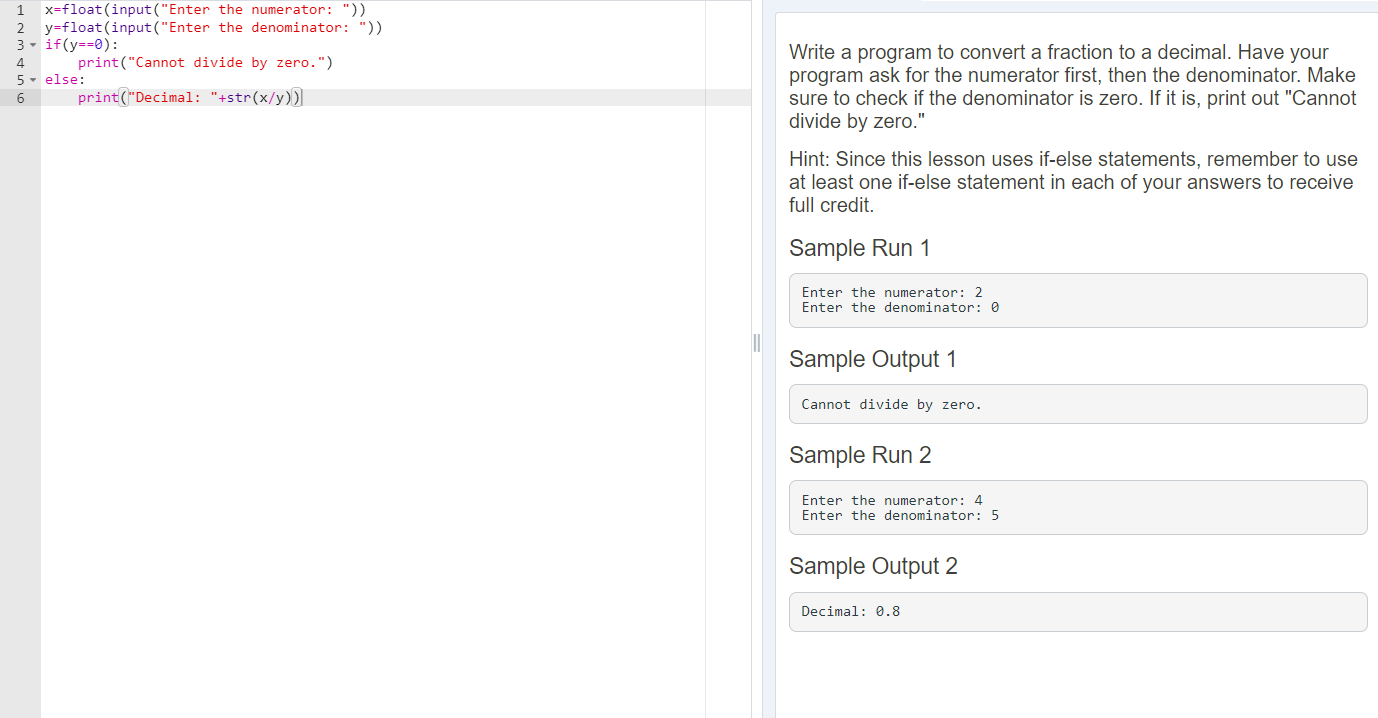 1 x=float(input("Enter the numerator: "))
2 y=float(input("Enter the denominator: "))
3 if(y==0):
4     print("Cannot divide by zero.")
5 else:
6     print("Decimal: "+str(x/y))
Write a program to convert a fraction to a decimal. Have your
program ask for the numerator first, then the denominator. Make
sure to check if the denominator is zero. If it is, print out "Cannot
divide by zero."
Hint: Since this lesson uses if-else statements, remember to use
at least one if-else statement in each of your answers to receive
full credit.
Sample Run 1
Enter the numerator: 2
Enter the denominator: 0
Sample Output 1
Cannot divide by zero.
Sample Run 2
Enter the numerator: 4
Enter the denominator: 5
Sample Output 2
Decimal: 0.8